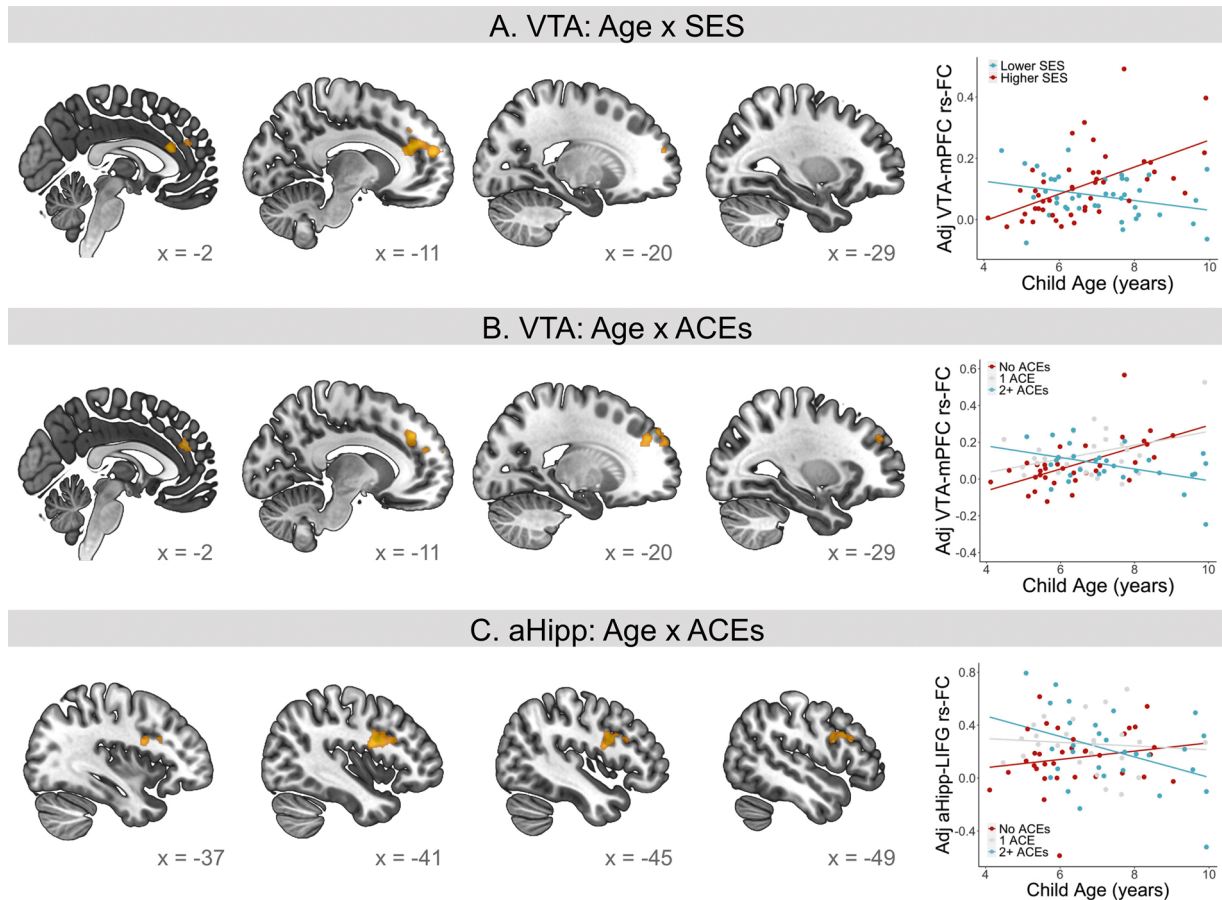 A. VTA: Age x SES
x = -2
x = -11
x = -20
x = -29
Adj VTA-mPFC rs-FC
Lower SES
Higher SES
0.4
0.2
0.0
4
6
8
10
Child Age (years)
B. VTA: Age x ACEs
x = -2
x = -11
x = -20
x = -29
Adj VTA-mPFC rs-FC
No ACEs
1 ACE
2+ ACEs
0.6
0.4
0.2
0.0
-0.2
-0.4
4
6
8
10
Child Age (years)
C. aHipp: Age x ACEs
x = -37
x = -41
x = -45
x = -49
Adj aHipp-LIFG rs-FC
0.8
0.4
0.0
-0.4
No ACEs
1 ACE
2+ ACEs
4
6
8
10
Child Age (years)